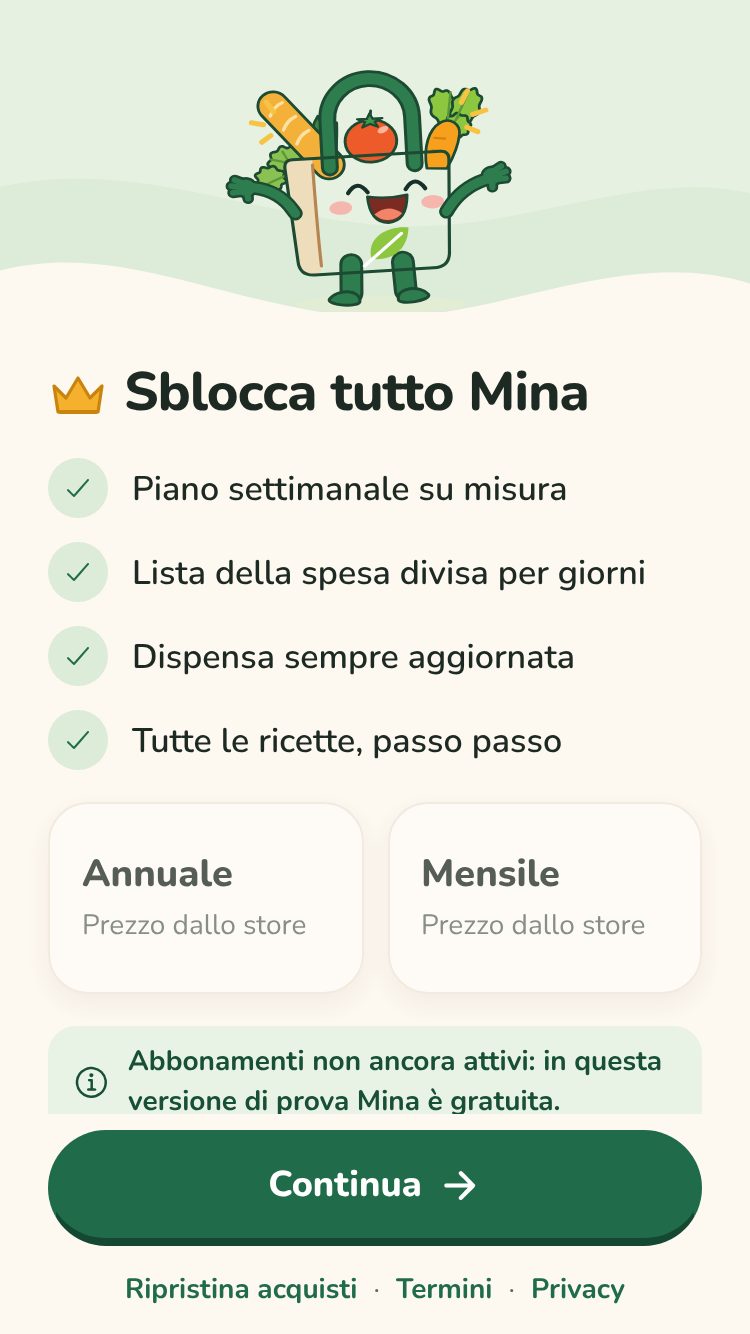 Sblocca tutto Mina
Piano settimanale su misura
Lista della spesa divisa per giorni
Dispensa sempre aggiornata
Tutte le ricette, passo passo
Annuale
Prezzo dallo store
Mensile
Prezzo dallo store
Abbonamenti non ancora attivi: in questa
versione di prova Mina è gratuita.
Continua →
Ripristina acquisti · Termini · Privacy